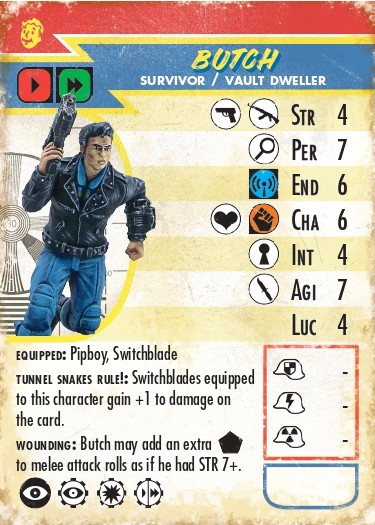 BUTCH
SURVIVOR / VAULT DWELLER
STR 4
PER 7
END 6
CHA 6
INT 4
AGI 7
LUC 4
EQUIPPED: Pipboy, Switchblade
TUNNEL SNAKES RULE!: Switchblades equipped
to this character gain +1 to damage on
the card.
WOUNDING: Butch may add an extra
to melee attack rolls as if he had STR 7+.
-
-
-